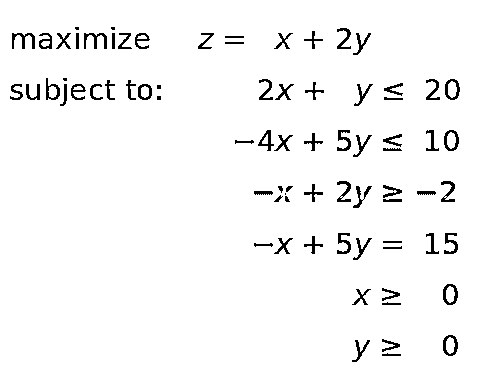 maximize z = x + 2y
subject to: 2x + y ≤ 20
−4x + 5y ≤ 10
−x + 2y ≥ −2
−x + 5y = 15
x ≥ 0
y ≥ 0